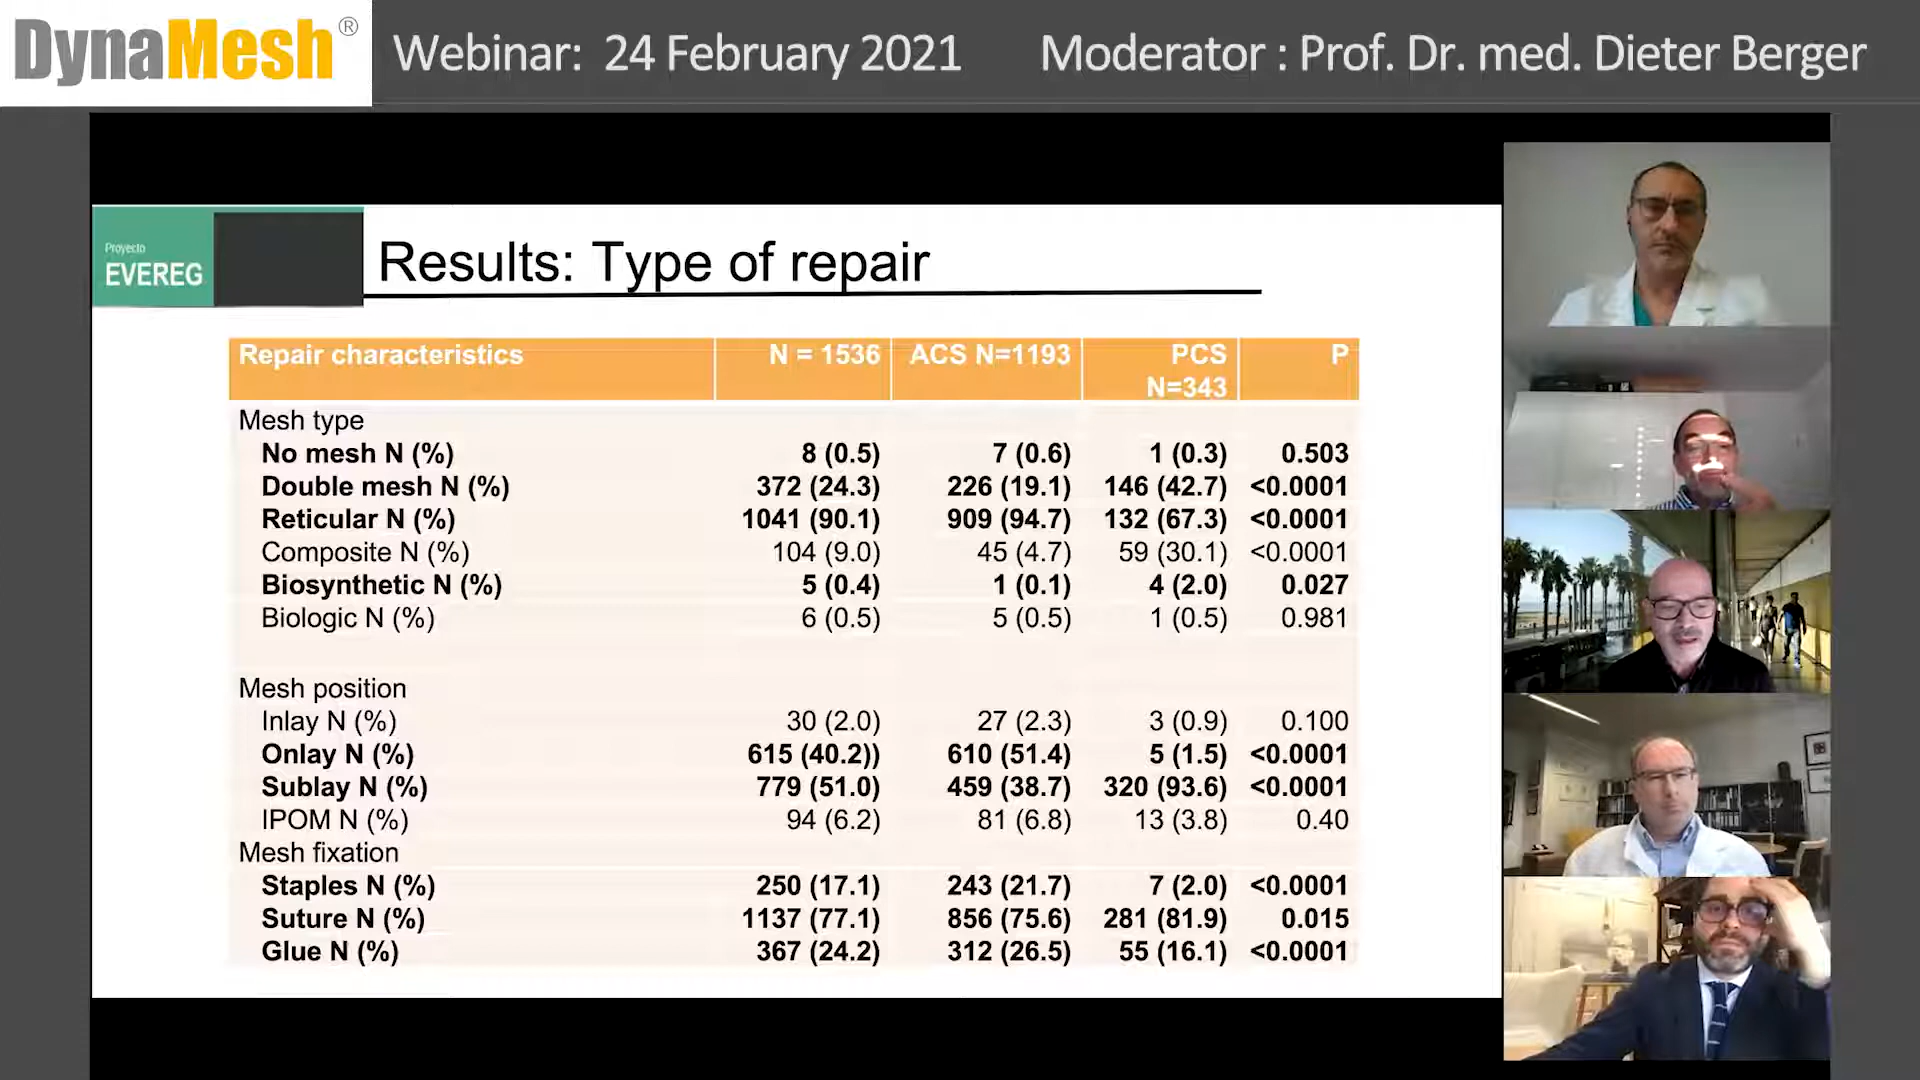 DynaMesh®
Webinar: 24 February 2021
Moderator : Prof. Dr. med. Dieter Berger
Proyecto
EVEREG
Results: Type of repair
Repair characteristics N = 1536 ACS N=1193 PCS N=343 P
Mesh type
No mesh N (%) 8 (0.5) 7 (0.6) 1 (0.3) 0.503
Double mesh N (%) 372 (24.3) 226 (19.1) 146 (42.7) <0.0001
Reticular N (%) 1041 (90.1) 909 (94.7) 132 (67.3) <0.0001
Composite N (%) 104 (9.0) 45 (4.7) 59 (30.1) <0.0001
Biosynthetic N (%) 5 (0.4) 1 (0.1) 4 (2.0) 0.027
Biologic N (%) 6 (0.5) 5 (0.5) 1 (0.5) 0.981
Mesh position
Inlay N (%) 30 (2.0) 27 (2.3) 3 (0.9) 0.100
Onlay N (%) 615 (40.2)) 610 (51.4) 5 (1.5) <0.0001
Sublay N (%) 779 (51.0) 459 (38.7) 320 (93.6) <0.0001
IPOM N (%) 94 (6.2) 81 (6.8) 13 (3.8) 0.40
Mesh fixation
Staples N (%) 250 (17.1) 243 (21.7) 7 (2.0) <0.0001
Suture N (%) 1137 (77.1) 856 (75.6) 281 (81.9) 0.015
Glue N (%) 367 (24.2) 312 (26.5) 55 (16.1) <0.0001